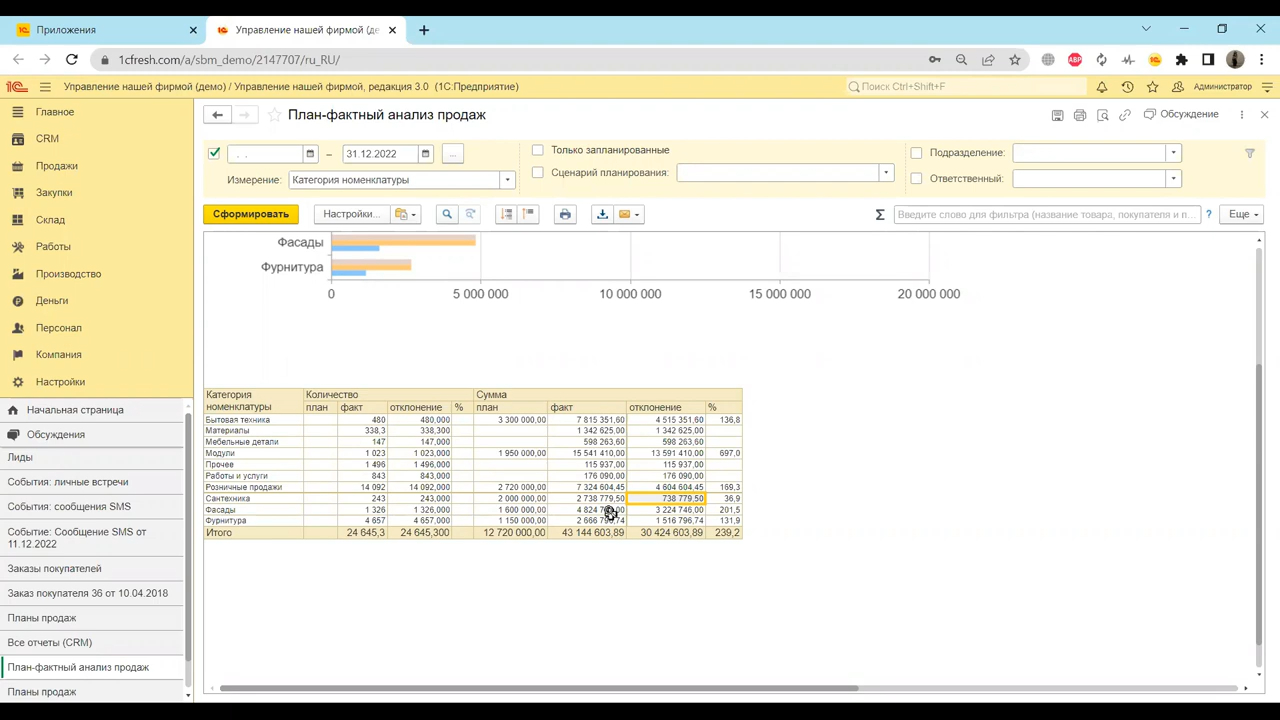 Приложения
Управление нашей фирмой (де
1cfresh.com/a/sbm_demo/2147707/ru_RU/
ABP
Управление нашей фирмой (демо) / Управление нашей фирмой, редакция 3.0 (1С:Предприятие)
Поиск Ctrl+Shift+F
Администратор
Главное
CRM
Продажи
Закупки
Склад
Работы
Производство
Деньги
Персонал
Компания
Настройки
Начальная страница
Обсуждения
Лиды
События: личные встречи
События: сообщения SMS
Событие: Сообщение SMS от
11.12.2022
Заказы покупателей
Заказ покупателя 36 от 10.04.2018
Планы продаж
Все отчеты (CRM)
План-фактный анализ продаж
Планы продаж
План-фактный анализ продаж
Обсуждение
. . – 31.12.2022 ...
Измерение: Категория номенклатуры
Только запланированные
Сценарий планирования:
Подразделение:
Ответственный:
Сформировать Настройки... Σ Введите слово для фильтра (название товара, покупателя и п... ? Еще
Фасады
Фурнитура
0 5 000 000 10 000 000 15 000 000 20 000 000
Категория номенклатуры Количество Сумма
план факт отклонение % план факт отклонение %
Бытовая техника 480 480,000 3 300 000,00 7 815 351,60 4 515 351,60 136,8
Материалы 338,3 338,300 1 342 625,00 1 342 625,00
Мебельные детали 147 147,000 598 263,60 598 263,60
Модули 1 023 1 023,000 1 950 000,00 15 541 410,00 13 591 410,00 697,0
Прочее 1 496 1 496,000 115 937,00 115 937,00
Работы и услуги 843 843,000 176 090,00 176 090,00
Розничные продажи 14 092 14 092,000 2 720 000,00 7 324 604,45 4 604 604,45 169,3
Сантехника 243 243,000 2 000 000,00 2 738 779,50 738 779,50 36,9
Фасады 1 326 1 326,000 1 600 000,00 3 224 746,00 201,5
Фурнитура 4 657 4 657,000 1 150 000,00 2 666 796,74 1 516 796,74 131,9
Итого 24 645,3 24 645,300 12 720 000,00 43 144 603,89 30 424 603,89 239,2